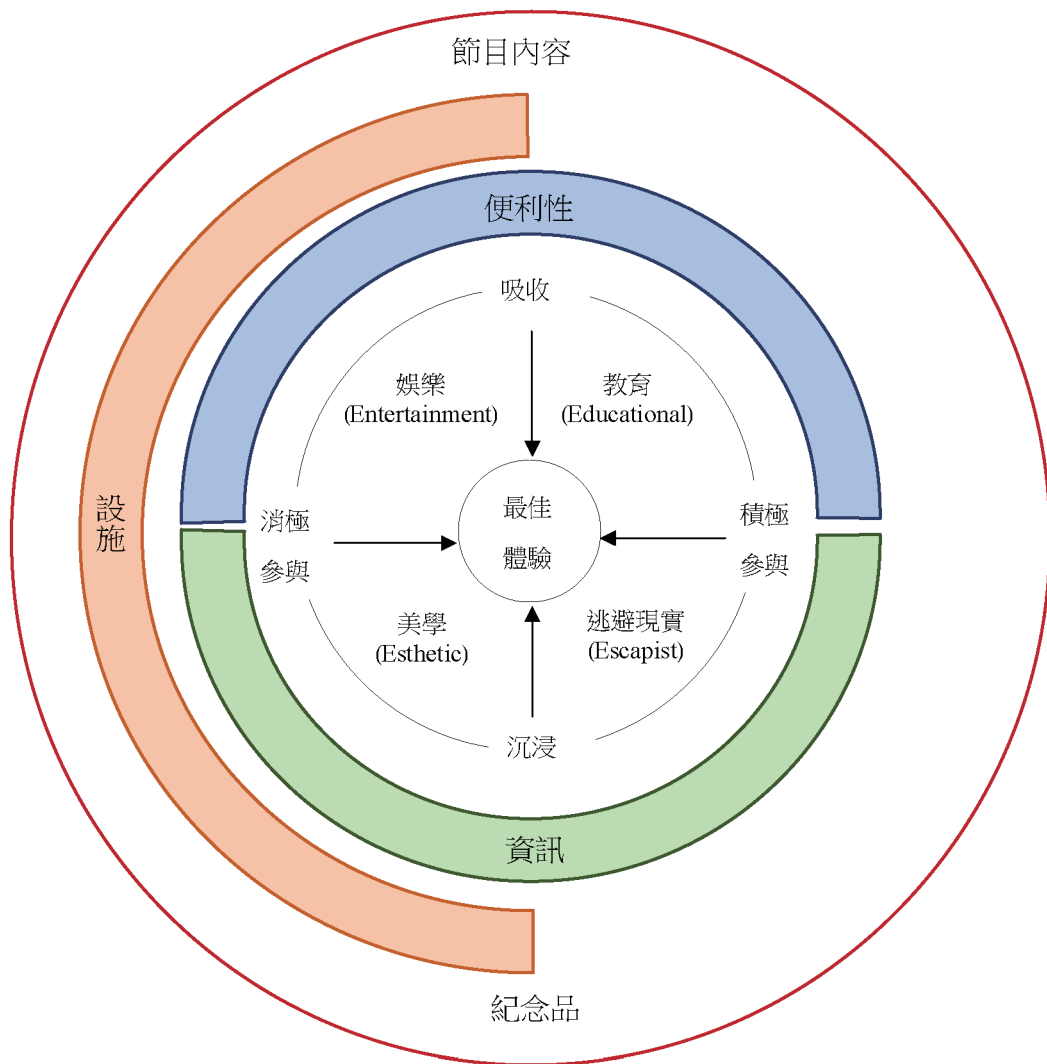 節目內容
便利性
吸收
娛樂
(Entertainment)
教育
(Educational)
設施
消極
參與
最佳
體驗
積極
參與
美學
(Esthetic)
逃避現實
(Escapist)
沉浸
資訊
紀念品